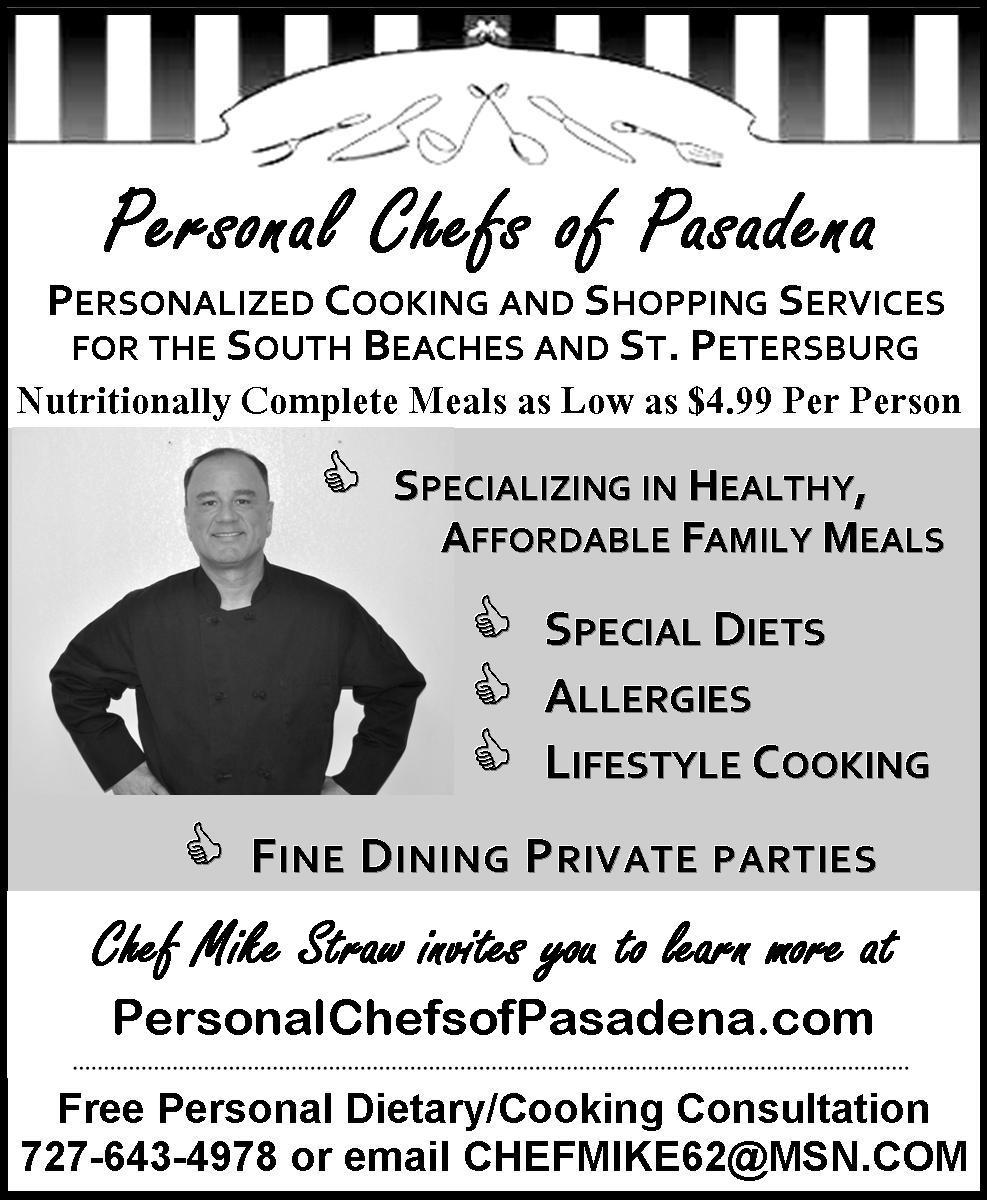 Personal Chefs of Pasadena
PERSONALIZED COOKING AND SHOPPING SERVICES
FOR THE SOUTH BEACHES AND ST. PETERSBURG
Nutritionally Complete Meals as Low as $4.99 Per Person
SPECIALIZING IN HEALTHY,
AFFORDABLE FAMILY MEALS
SPECIAL DIETS
ALLERGIES
LIFESTYLE COOKING
FINE DINING PRIVATE PARTIES
Chef Mike Straw invites you to learn more at
PersonalChefsofPasadena.com
Free Personal Dietary/Cooking Consultation
727-643-4978 or email CHEFMIKE62@MSN.COM